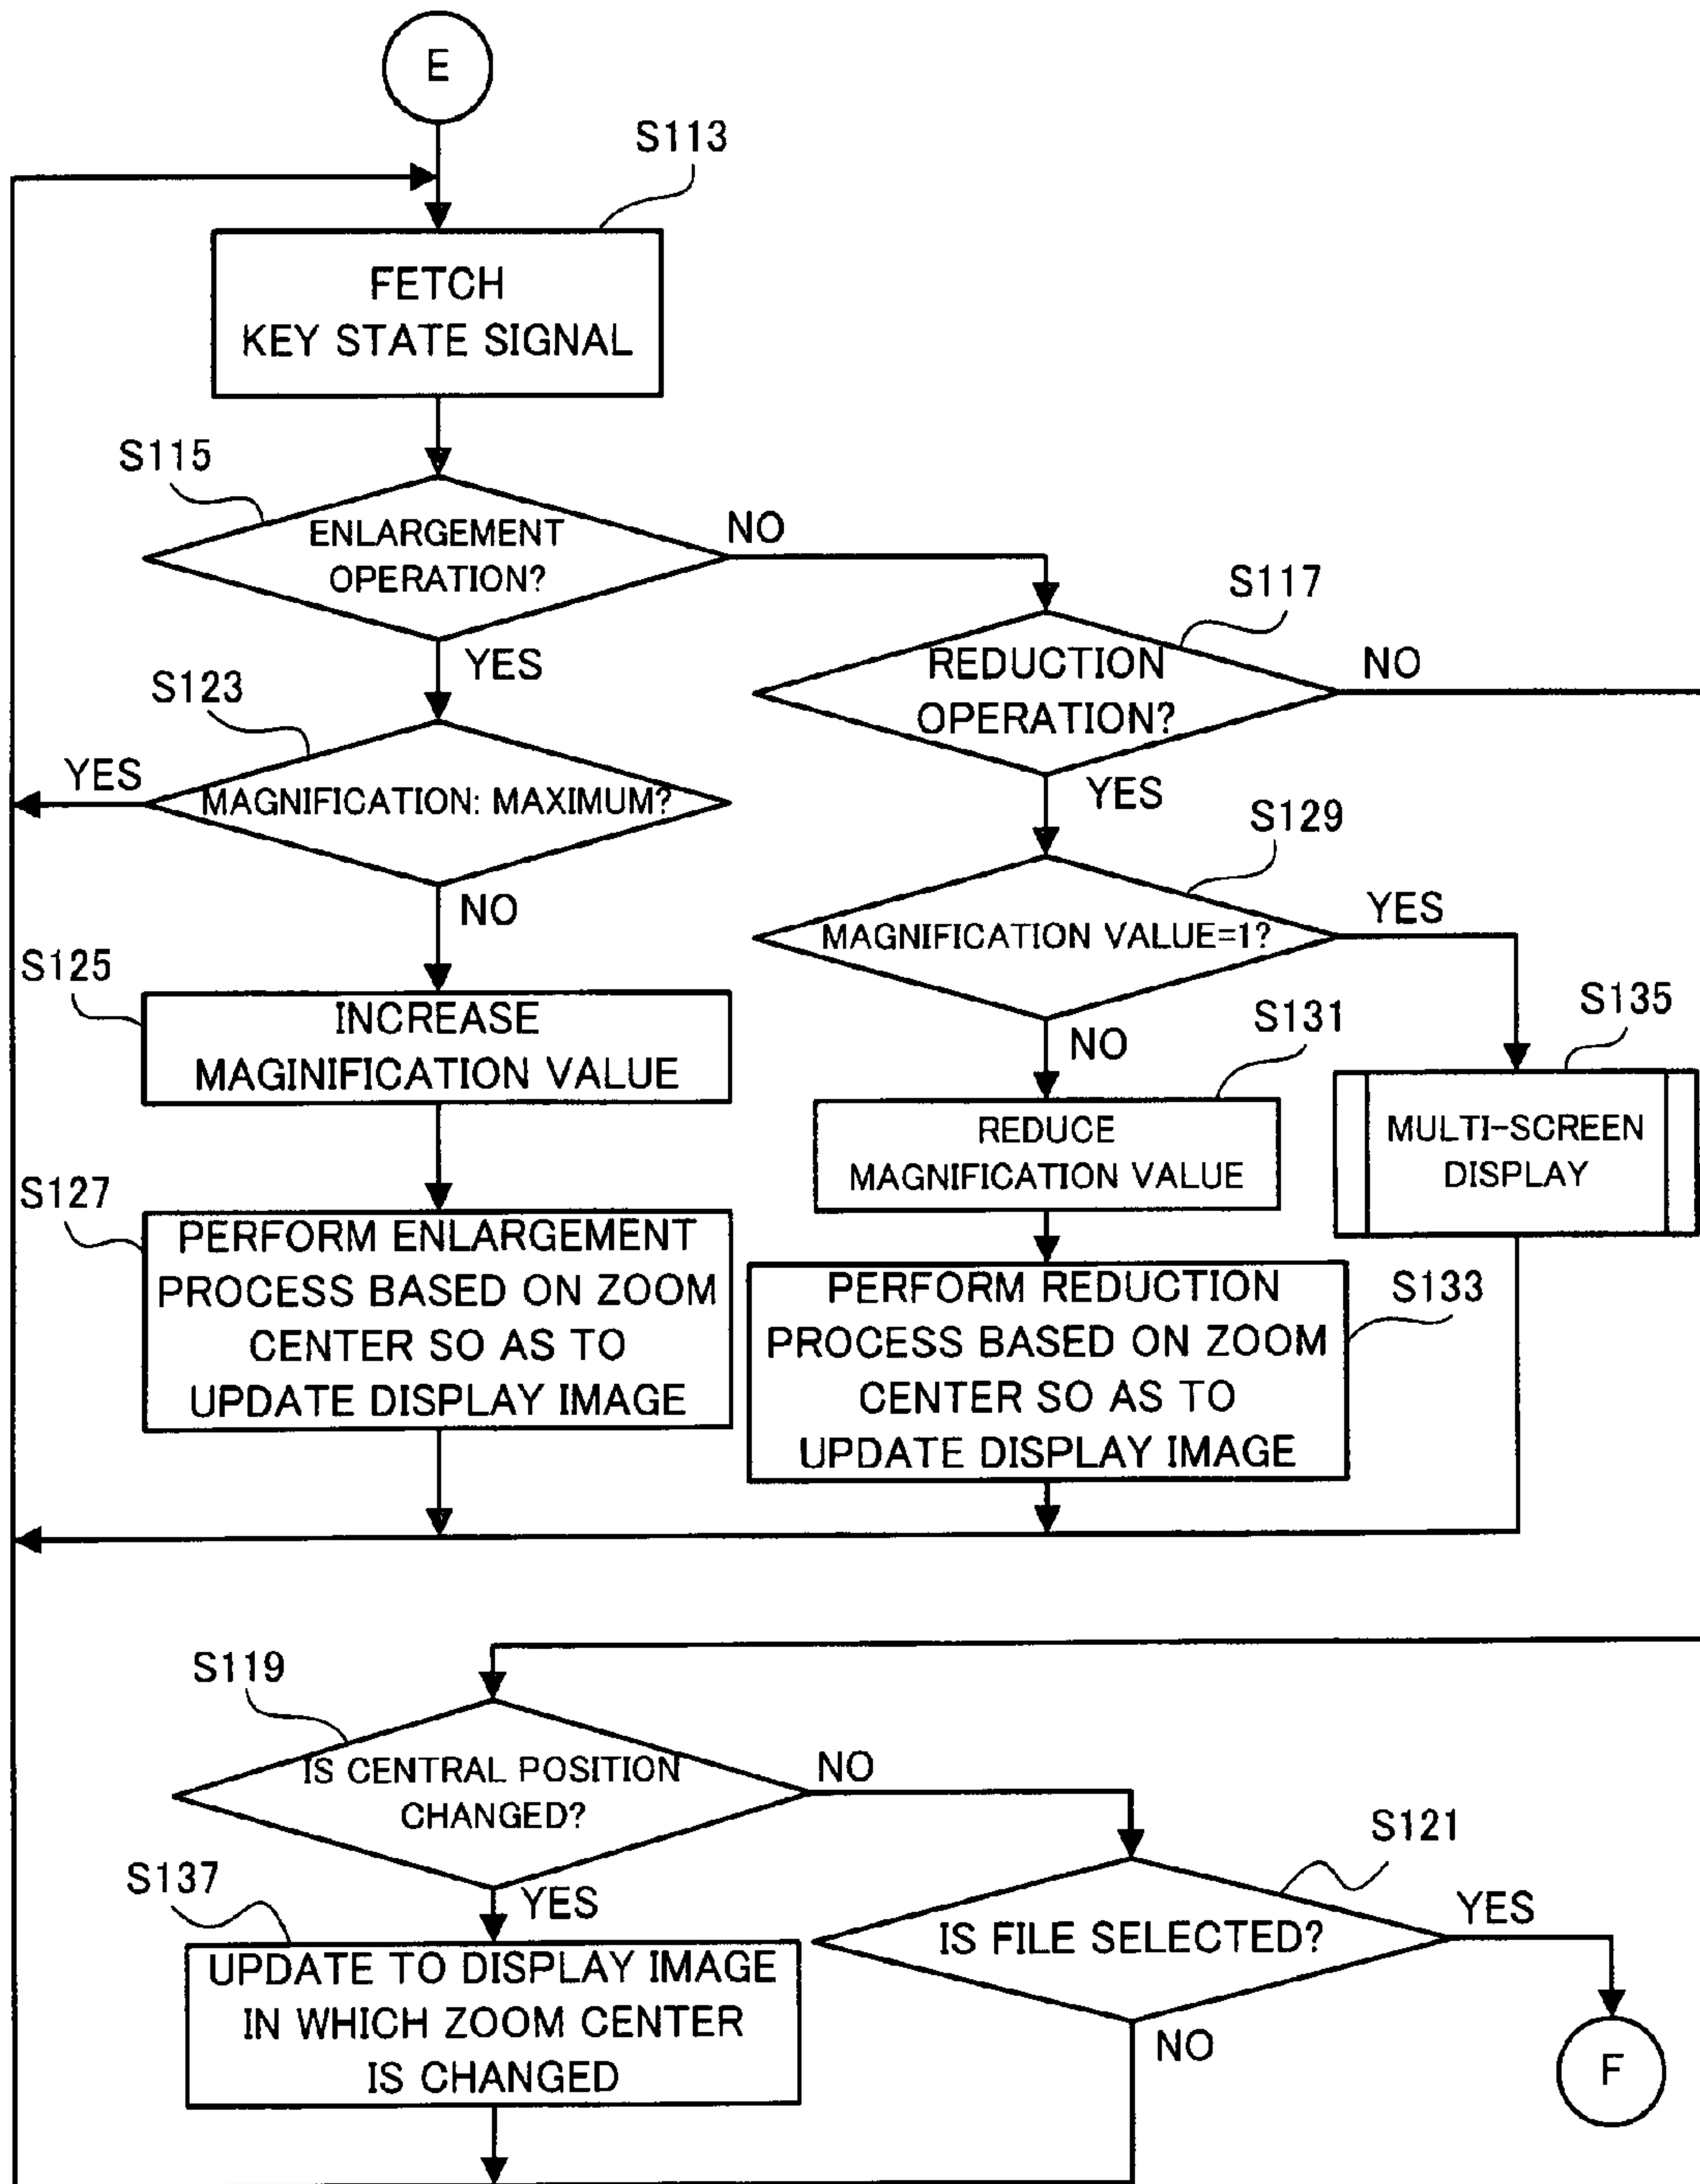 E
S113
FETCH
KEY STATE SIGNAL
S115
ENLARGEMENT
OPERATION?
NO
YES
S117
REDUCTION
OPERATION?
NO
YES
S123
MAGNIFICATION: MAXIMUM?
YES
NO
S129
MAGNIFICATION VALUE=1?
YES
NO
S125
INCREASE
MAGINIFICATION VALUE
S131
REDUCE
MAGNIFICATION VALUE
S135
MULTI-SCREEN
DISPLAY
S127
PERFORM ENLARGEMENT
PROCESS BASED ON ZOOM
CENTER SO AS TO
UPDATE DISPLAY IMAGE
S133
PERFORM REDUCTION
PROCESS BASED ON ZOOM
CENTER SO AS TO
UPDATE DISPLAY IMAGE
S119
IS CENTRAL POSITION
CHANGED?
NO
YES
S121
IS FILE SELECTED?
YES
NO
S137
UPDATE TO DISPLAY IMAGE
IN WHICH ZOOM CENTER
IS CHANGED
F